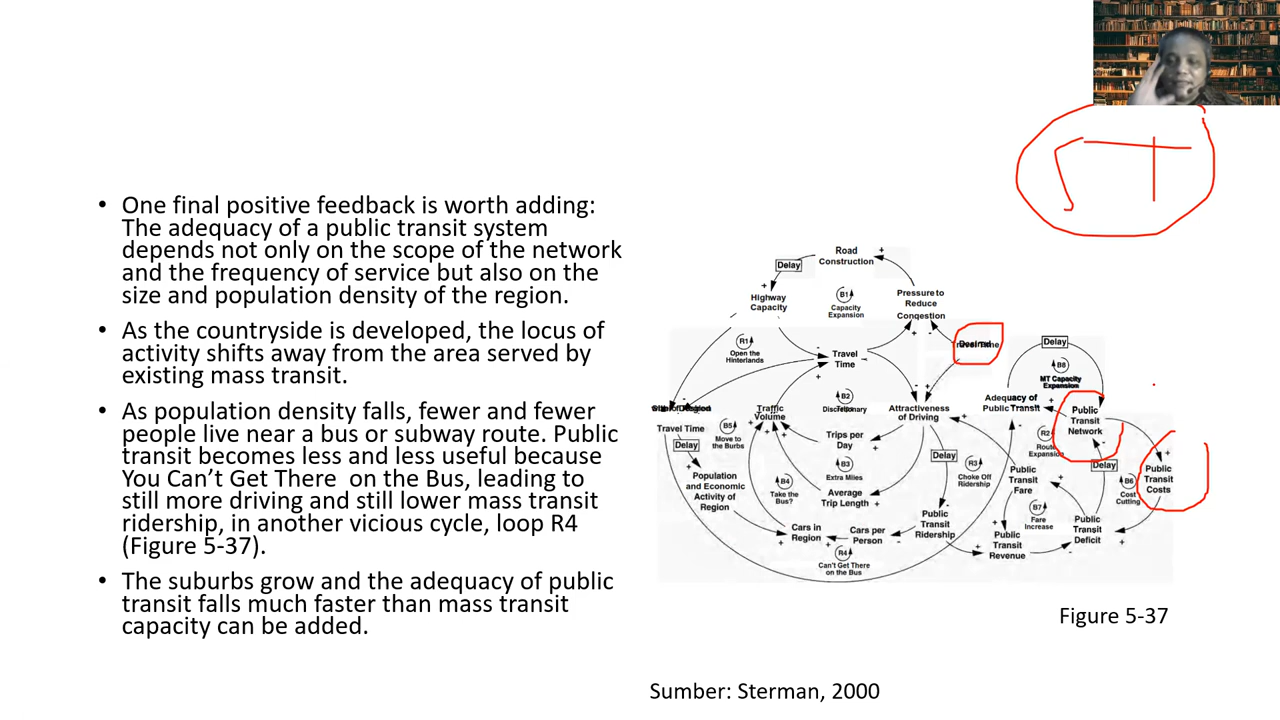 • One final positive feedback is worth adding:
The adequacy of a public transit system
depends not only on the scope of the network
and the frequency of service but also on the
size and population density of the region.
• As the countryside is developed, the locus of
activity shifts away from the area served by
existing mass transit.
• As population density falls, fewer and fewer
people live near a bus or subway route. Public
transit becomes less and less useful because
You Can't Get There on the Bus, leading to
still more driving and still lower mass transit
ridership, in another vicious cycle, loop R4
(Figure 5-37).
• The suburbs grow and the adequacy of public
transit falls much faster than mass transit
capacity can be added.
Road
Construction
+
Delay
+
Highway
Capacity
B1
Capacity
Expansion
Pressure to
Reduce
Congestion
+
-
R1
Open the
Hinterlands
-
Travel
Time
+
Desired
Travel Time
-
+
Delay
B8
MT Capacity
Expansion
B2
Discretionary
Traffic
Volume
Attractiveness
of Driving
+
Adequacy of
Public Transit
+
-
Public
Transit
Network
Travel Time
B5
Move to
the Burbs
Delay
Trips per
Day
+
+
B3
Extra Miles
Average
Trip Length +
B4
Take the
Bus?
Population
and Economic
Activity of
Region
Delay
R3
Choke Off
Ridership
R2
Route
Expansion
-
Delay
Public
Transit
Fare
+
Public
Transit
Costs
B6
Cost
Cutting
B7
Fare
Increase
Cars in
Region
+
+
Cars per
Person
-
Public
Transit
Ridership
-
+
Public
Transit
Revenue
+
-
Public
Transit
Deficit
+
R4
Can't Get There
on the Bus
Figure 5-37
Sumber: Sterman, 2000